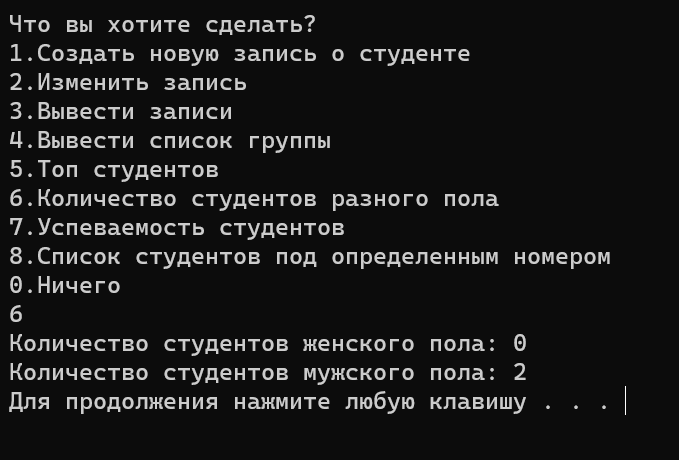 Что вы хотите сделать?
1.Создать новую запись о студенте
2.Изменить запись
3.Вывести записи
4.Вывести список группы
5.Топ студентов
6.Количество студентов разного пола
7.Успеваемость студентов
8.Список студентов под определенным номером
0.Ничего
6
Количество студентов женского пола: 0
Количество студентов мужского пола: 2
Для продолжения нажмите любую клавишу . . .